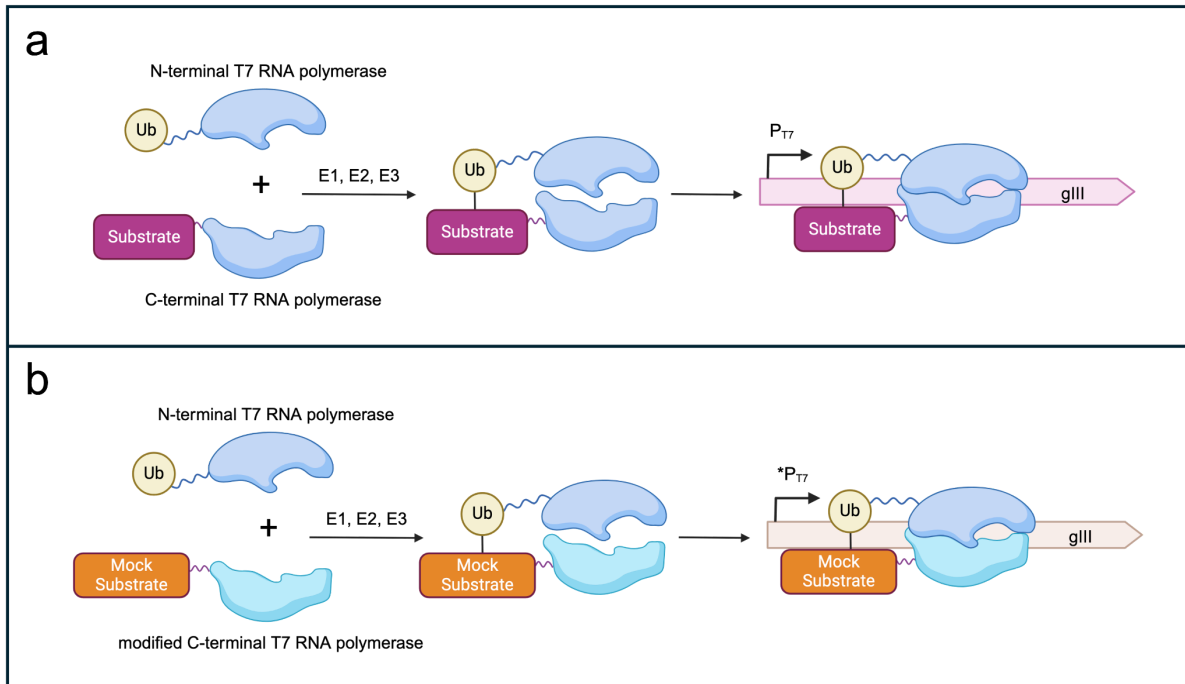 a
N-terminal T7 RNA polymerase
Ub
+
E1, E2, E3
Substrate
C-terminal T7 RNA polymerase
Ub
Substrate
PT7
Ub
gIII
Substrate
b
N-terminal T7 RNA polymerase
Ub
+
E1, E2, E3
Mock
Substrate
modified C-terminal T7 RNA polymerase
Ub
Mock
Substrate
*PT7
Ub
gIII
Mock
Substrate